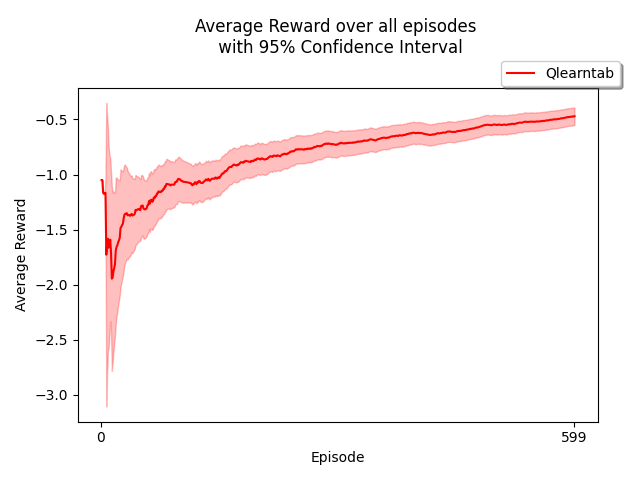 Average Reward over all episodes
with 95% Confidence Interval
Qlearntab
Average Reward
−0.5
−1.0
−1.5
−2.0
−2.5
−3.0
0
599
Episode